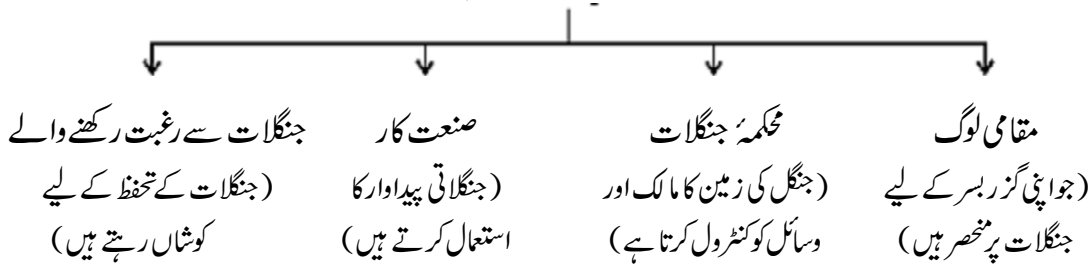 مقامی لوگ
(جو اپنی گزر بسر کے لیے
جنگلات پر منحصر ہیں)
محکمۂ جنگلات
(جنگل کی زمین کا مالک اور
وسائل کو کنٹرول کرتا ہے)
صنعت کار
(جنگلاتی پیداوار کا
استعمال کرتے ہیں)
جنگلات سے رغبت رکھنے والے
(جنگلات کے تحفظ کے لیے
کوشاں رہتے ہیں)